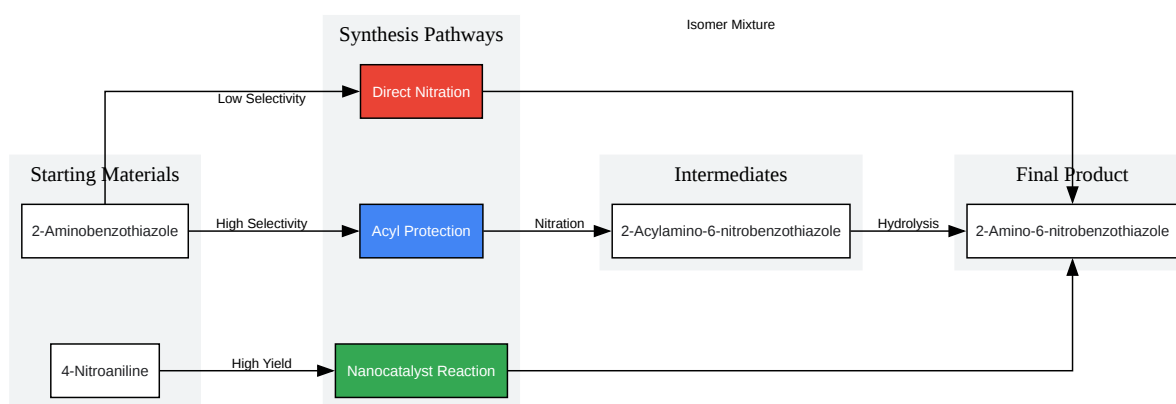 Isomer Mixture
Synthesis Pathways
Direct Nitration
Low Selectivity
Starting Materials
Intermediates
Final Product
2-Aminobenzothiazole
High Selectivity
Acyl Protection
Nitration
2-Acylamino-6-nitrobenzothiazole
Hydrolysis
2-Amino-6-nitrobenzothiazole
4-Nitroaniline
High Yield
Nanocatalyst Reaction